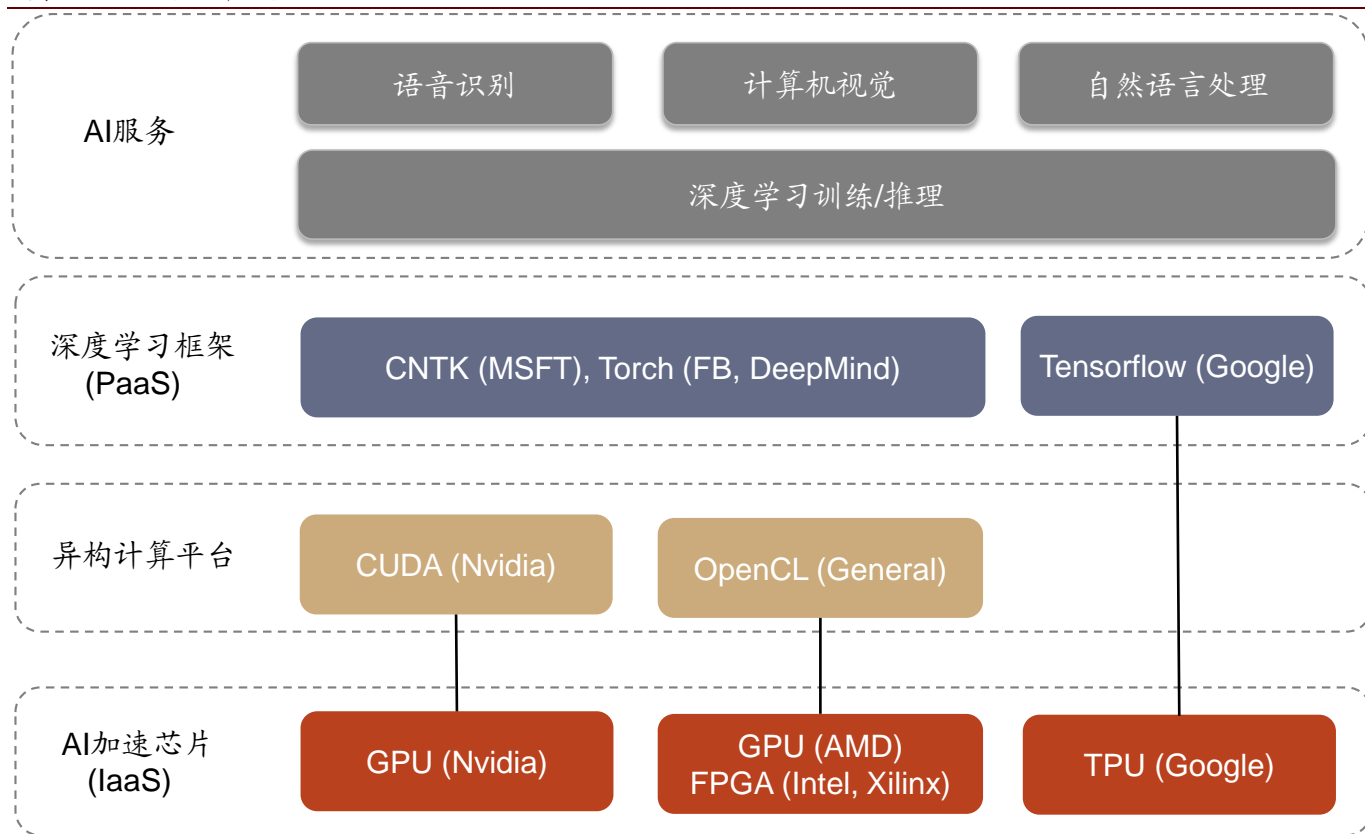 语音识别
计算机视觉
自然语言处理
AI服务
深度学习训练/推理
深度学习框架
(PaaS)
CNTK (MSFT), Torch (FB, DeepMind)
Tensorflow (Google)
异构计算平台
CUDA (Nvidia)
OpenCL (General)
AI加速芯片
(IaaS)
GPU (Nvidia)
GPU (AMD)
FPGA (Intel, Xilinx)
TPU (Google)